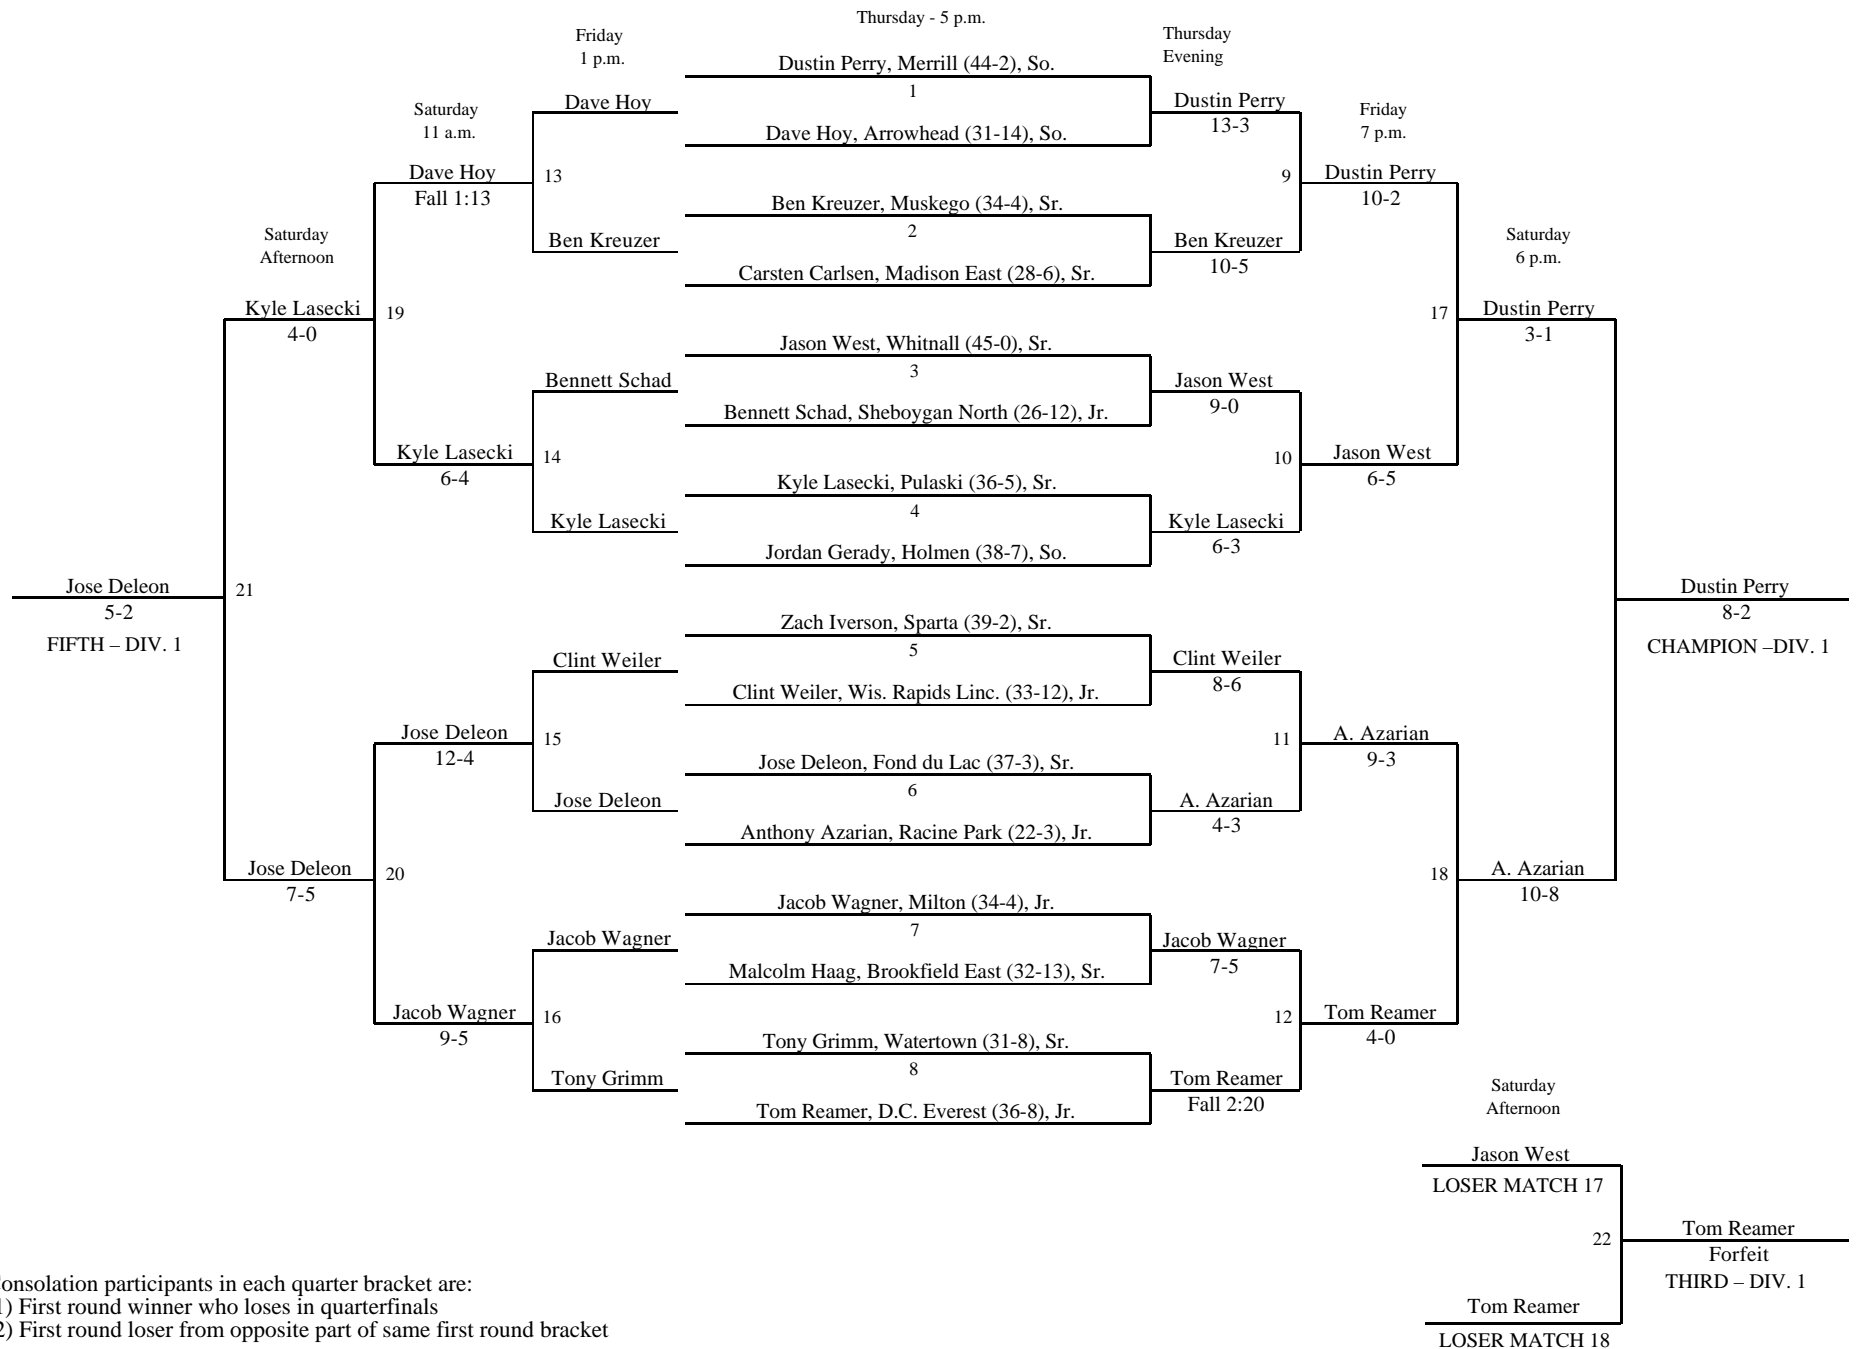 Thursday - 5 p.m.
Friday
1 p.m.
Thursday
Evening
Dustin Perry, Merrill (44-2), So.
Saturday
11 a.m.
Dave Hoy
1
Dustin Perry
13-3
Friday
7 p.m.
Dave Hoy, Arrowhead (31-14), So.
Dave Hoy
Fall 1:13
13
9
Dustin Perry
10-2
Ben Kreuzer, Muskego (34-4), Sr.
Saturday
Afternoon
Ben Kreuzer
2
Ben Kreuzer
10-5
Saturday
6 p.m.
Carsten Carlsen, Madison East (28-6), Sr.
Kyle Lasecki
4-0
19
17
Dustin Perry
3-1
Jason West, Whitnall (45-0), Sr.
Bennett Schad
3
Jason West
9-0
Bennett Schad, Sheboygan North (26-12), Jr.
Kyle Lasecki
6-4
14
10
Jason West
6-5
Kyle Lasecki, Pulaski (36-5), Sr.
Kyle Lasecki
4
Kyle Lasecki
6-3
Jordan Gerady, Holmen (38-7), So.
Jose Deleon
5-2
FIFTH – DIV. 1
21
Dustin Perry
8-2
CHAMPION –DIV. 1
Zach Iverson, Sparta (39-2), Sr.
Clint Weiler
5
Clint Weiler
8-6
Clint Weiler, Wis. Rapids Linc. (33-12), Jr.
Jose Deleon
12-4
15
11
A. Azarian
9-3
Jose Deleon, Fond du Lac (37-3), Sr.
Jose Deleon
6
A. Azarian
4-3
Anthony Azarian, Racine Park (22-3), Jr.
Jose Deleon
7-5
20
18
A. Azarian
10-8
Jacob Wagner, Milton (34-4), Jr.
Jacob Wagner
7
Jacob Wagner
7-5
Malcolm Haag, Brookfield East (32-13), Sr.
Jacob Wagner
9-5
16
12
Tom Reamer
4-0
Tony Grimm, Watertown (31-8), Sr.
Tony Grimm
8
Tom Reamer
Fall 2:20
Tom Reamer, D.C. Everest (36-8), Jr.
Saturday
Afternoon
Jason West
LOSER MATCH 17
22
Tom Reamer
Forfeit
THIRD – DIV. 1
Tom Reamer
LOSER MATCH 18
onsolation participants in each quarter bracket are:
) First round winner who loses in quarterfinals
2) First round loser from opposite part of same first round bracket